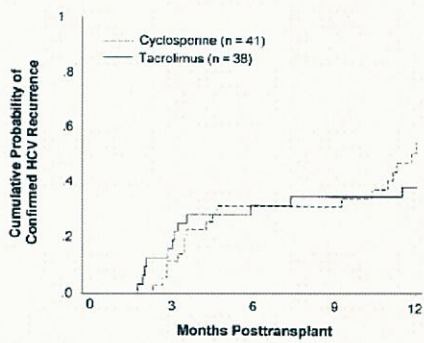 1
.8
.6
.4
.2
.0
Cumulative Probability of
Confirmed HCV Recurrence
Cyclosporine (n = 41)
Tacrolimus (n = 38)
0 3 6 9 12
Months Posttransplant